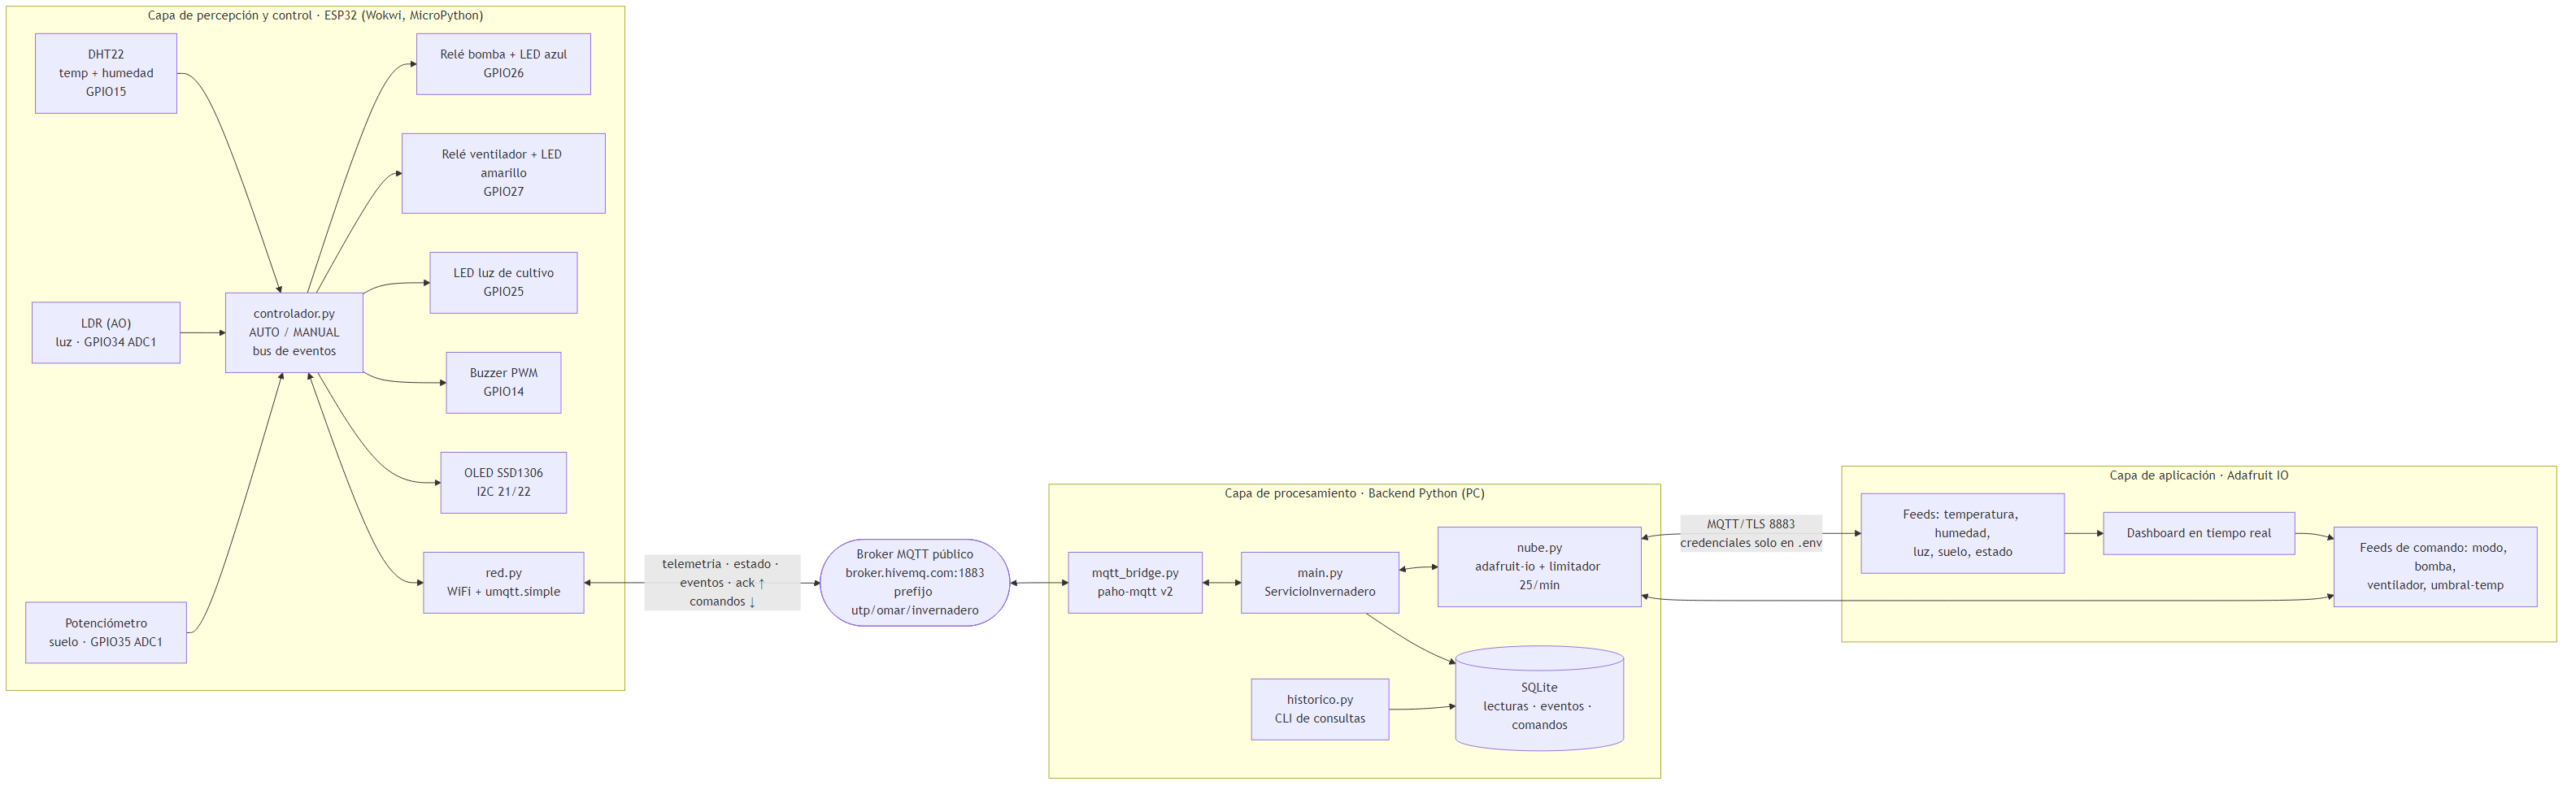 Capa de percepción y control · ESP32 (Wokwi, MicroPython)
DHT22
temp + humedad
GPIO15
LDR (AO)
luz · GPIO34 ADC1
Potenciómetro
suelo · GPIO35 ADC1
controlador.py
AUTO / MANUAL
bus de eventos
Relé bomba + LED azul
GPIO26
Relé ventilador + LED
amarillo
GPIO27
LED luz de cultivo
GPIO25
Buzzer PWM
GPIO14
OLED SSD1306
I2C 21/22
red.py
WiFi + umqtt.simple
telemetria · estado ·
eventos · ack ↑
comandos ↓
Broker MQTT público
broker.hivemq.com:1883
prefijo
utp/omar/invernadero
Capa de procesamiento · Backend Python (PC)
mqtt_bridge.py
paho-mqtt v2
main.py
ServicioInvernadero
nube.py
adafruit-io + limitador
25/min
historico.py
CLI de consultas
SQLite
lecturas · eventos ·
comandos
MQTT/TLS 8883
credenciales solo en .env
Capa de aplicación · Adafruit IO
Feeds: temperatura,
humedad,
luz, suelo, estado
Dashboard en tiempo real
Feeds de comando: modo,
bomba,
ventilador, umbral-temp